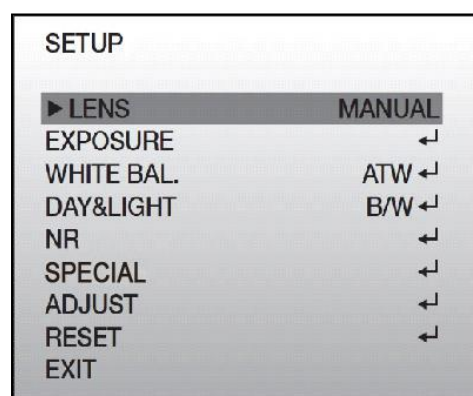 SETUP
► LENS MANUAL
EXPOSURE ↵
WHITE BAL. ATW ↵
DAY&LIGHT B/W ↵
NR ↵
SPECIAL ↵
ADJUST ↵
RESET ↵
EXIT